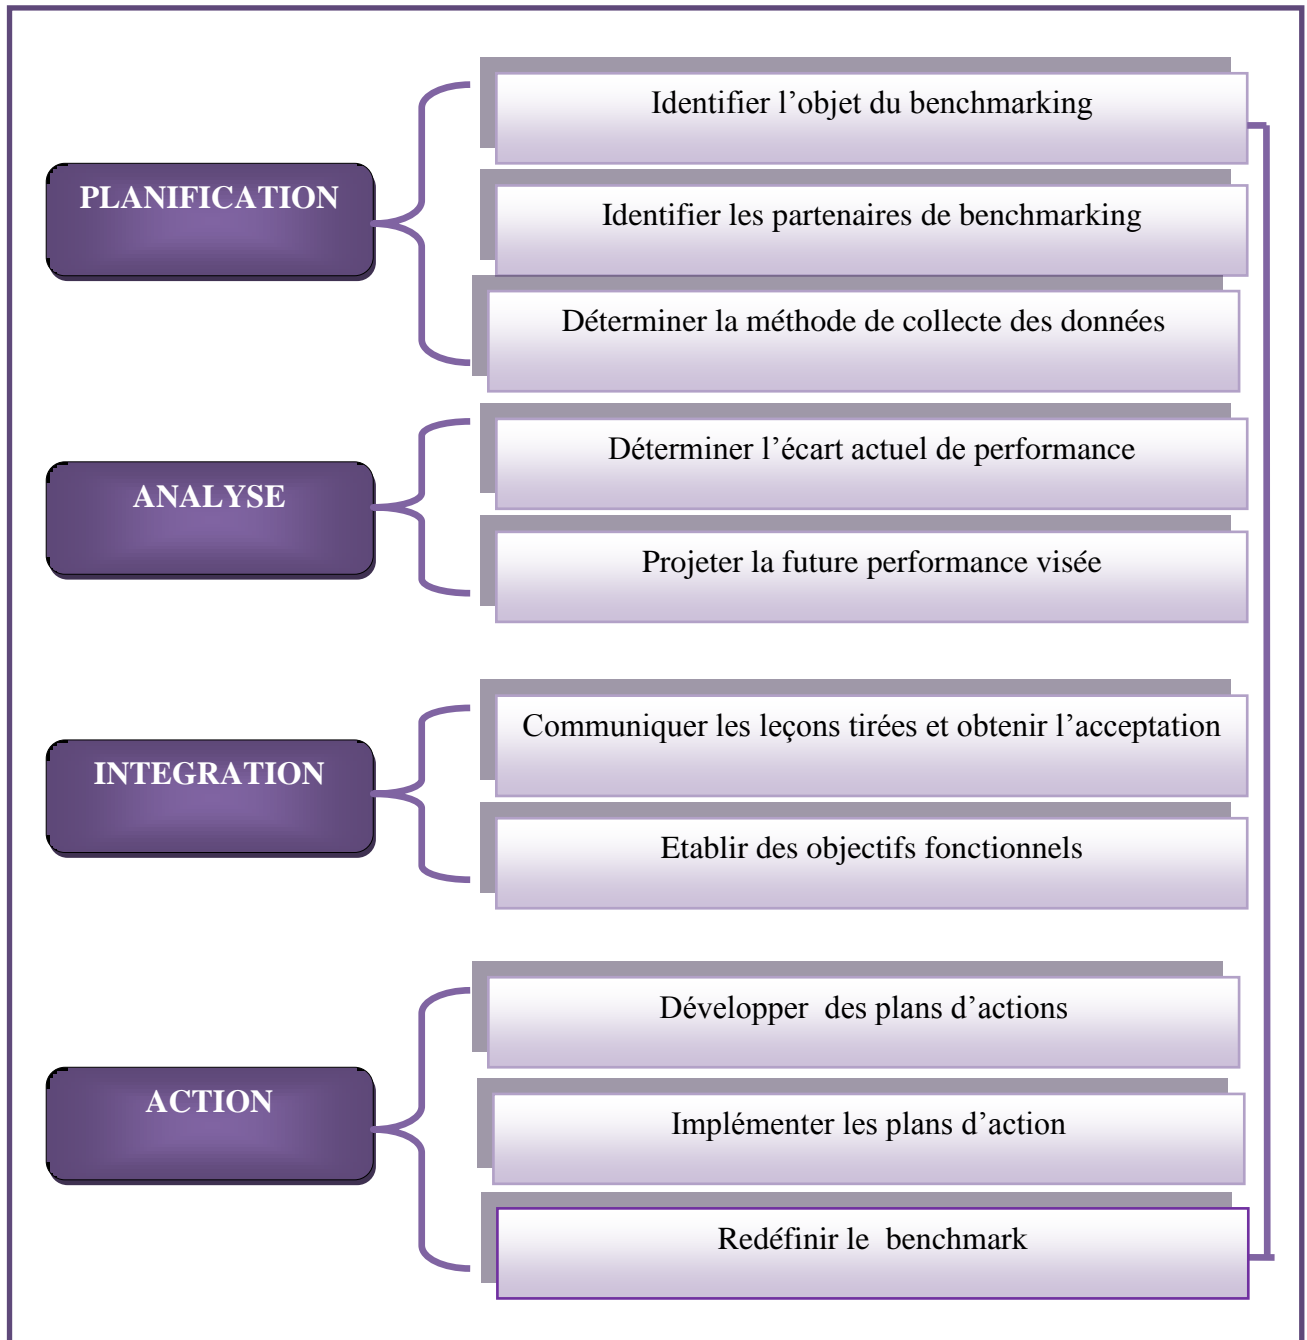 PLANIFICATION
Identifier l’objet du benchmarking
Identifier les partenaires de benchmarking
Déterminer la méthode de collecte des données
ANALYSE
Déterminer l’écart actuel de performance
Projeter la future performance visée
INTEGRATION
Communiquer les leçons tirées et obtenir l’acceptation
Etablir des objectifs fonctionnels
ACTION
Développer  des plans d’actions
Implémenter les plans d’action
Redéfinir le  benchmark